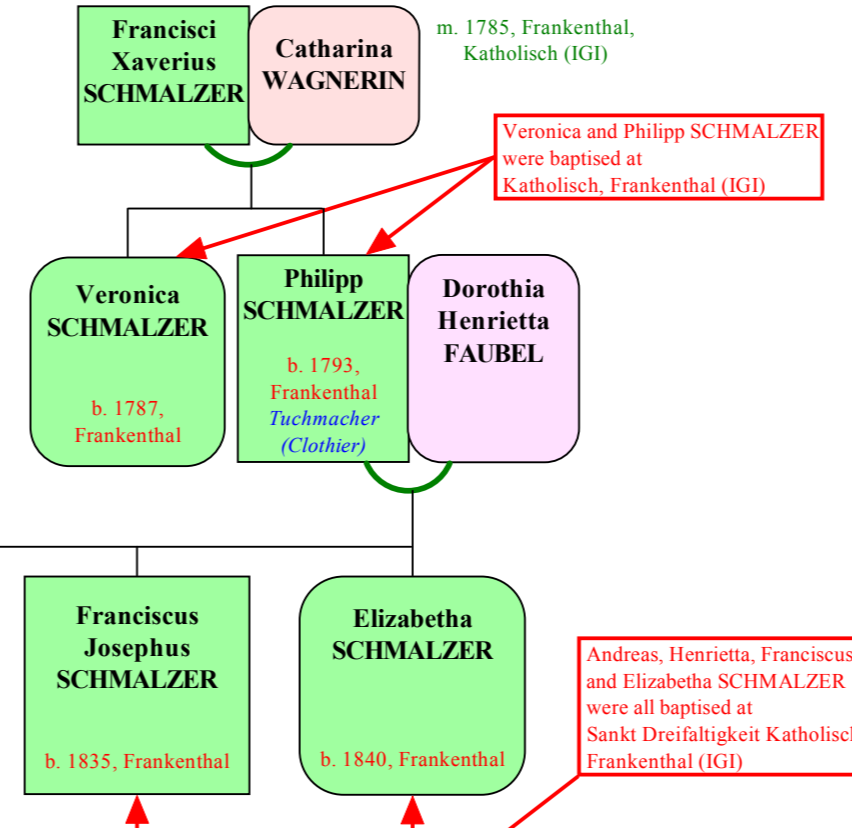 Francisci
Xaverius
SCHMALZER
Catharina
WAGNERIN
m. 1785, Frankenthal,
Katholisch (IGI)
Veronica and Philipp SCHMALZER
were baptised at
Katholisch, Frankenthal (IGI)
Veronica
SCHMALZER
b. 1787,
Frankenthal
Philipp
SCHMALZER
b. 1793,
Frankenthal
Tuchmacher
(Clothier)
Dorothia
Henrietta
FAUBEL
Franciscus
Josephus
SCHMALZER
b. 1835, Frankenthal
Elizabetha
SCHMALZER
b. 1840, Frankenthal
Andreas, Henrietta, Franciscus
and Elizabetha SCHMALZER
were all baptised at
Sankt Dreifaltigkeit Katholisch
Frankenthal (IGI)